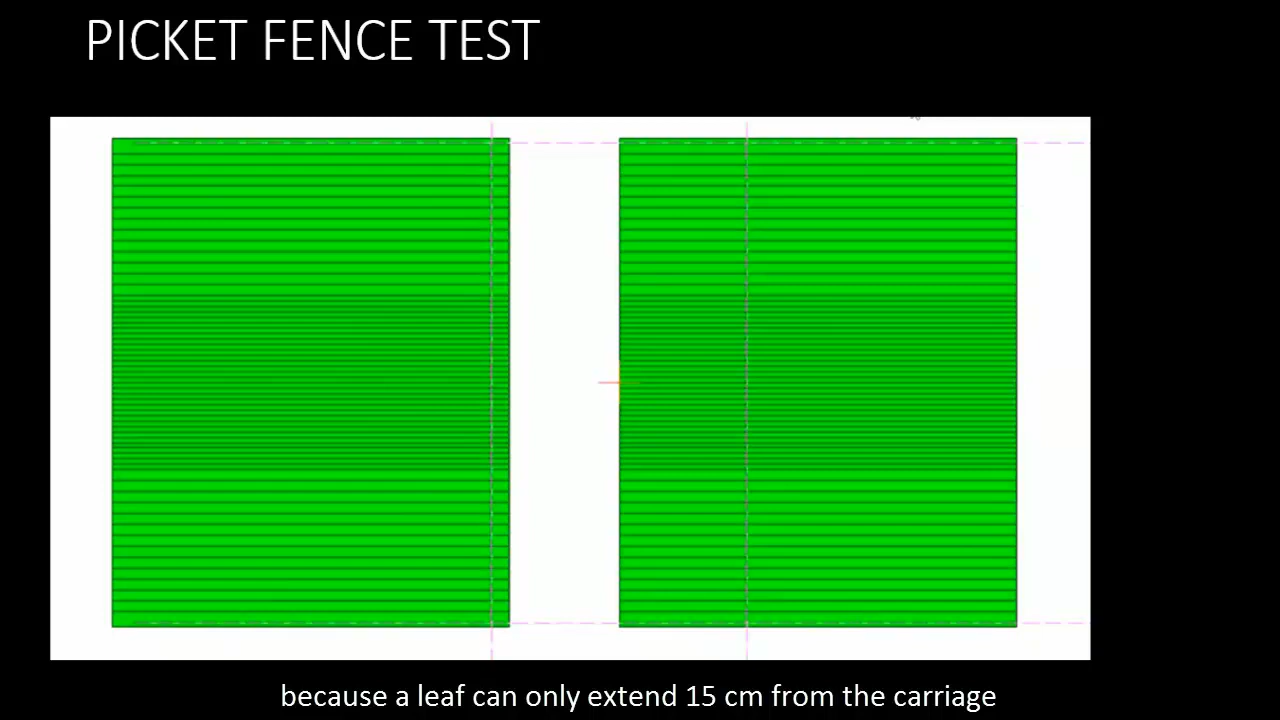 PICKET FENCE TEST
because a leaf can only extend 15 cm from the carriage